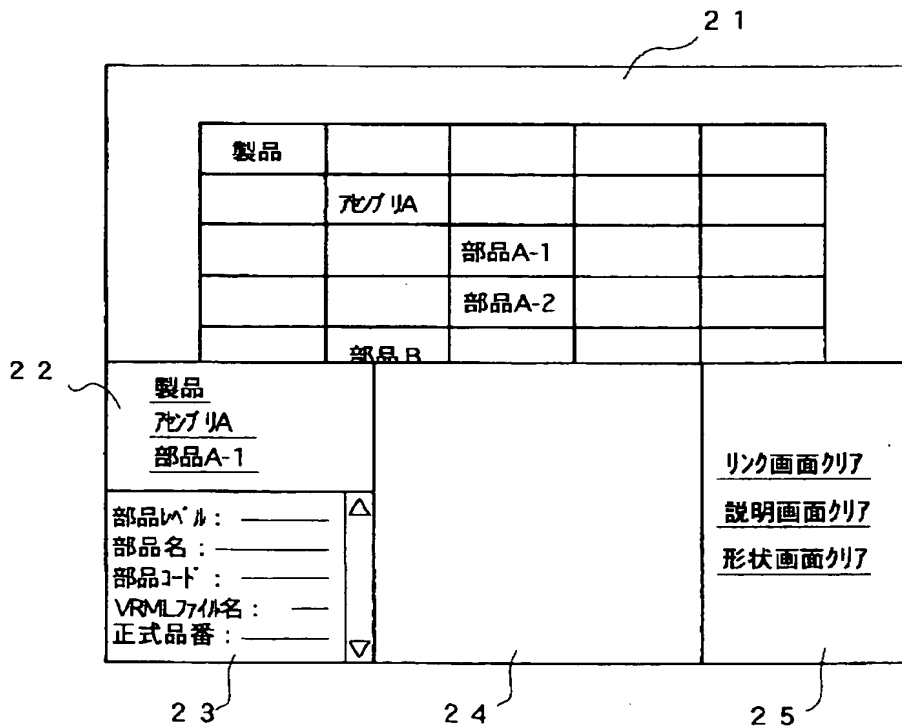 21
製品
アセンブリA
部品A-1
部品A-2
部品B
22
製品
アセンブリA
部品A-1
部品レベル：
部品名：
部品コード：
VRMLファイル名：
正式品番：
リンク画面クリア
説明画面クリア
形状画面クリア
23
24
25